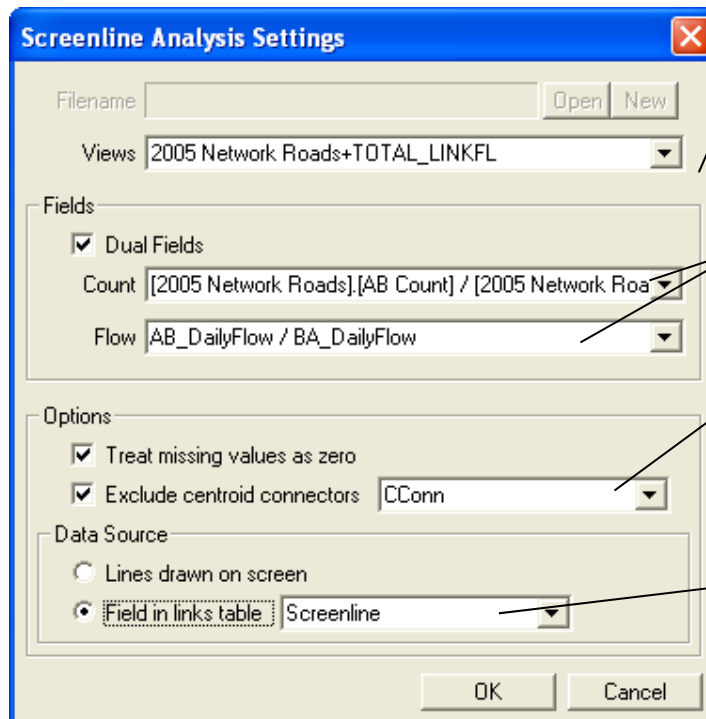 Screenline Analysis Settings
Filename Open New
Views 2005 Network Roads+TOTAL_LINKFL
Fields
Dual Fields
Count [2005 Network Roads].[AB Count] / [2005 Network Roa
Flow AB_DailyFlow / BA_DailyFlow
Options
Treat missing values as zero
Exclude centroid connectors CConn
Data Source
Lines drawn on screen
Field in links table Screenline
OK Cancel